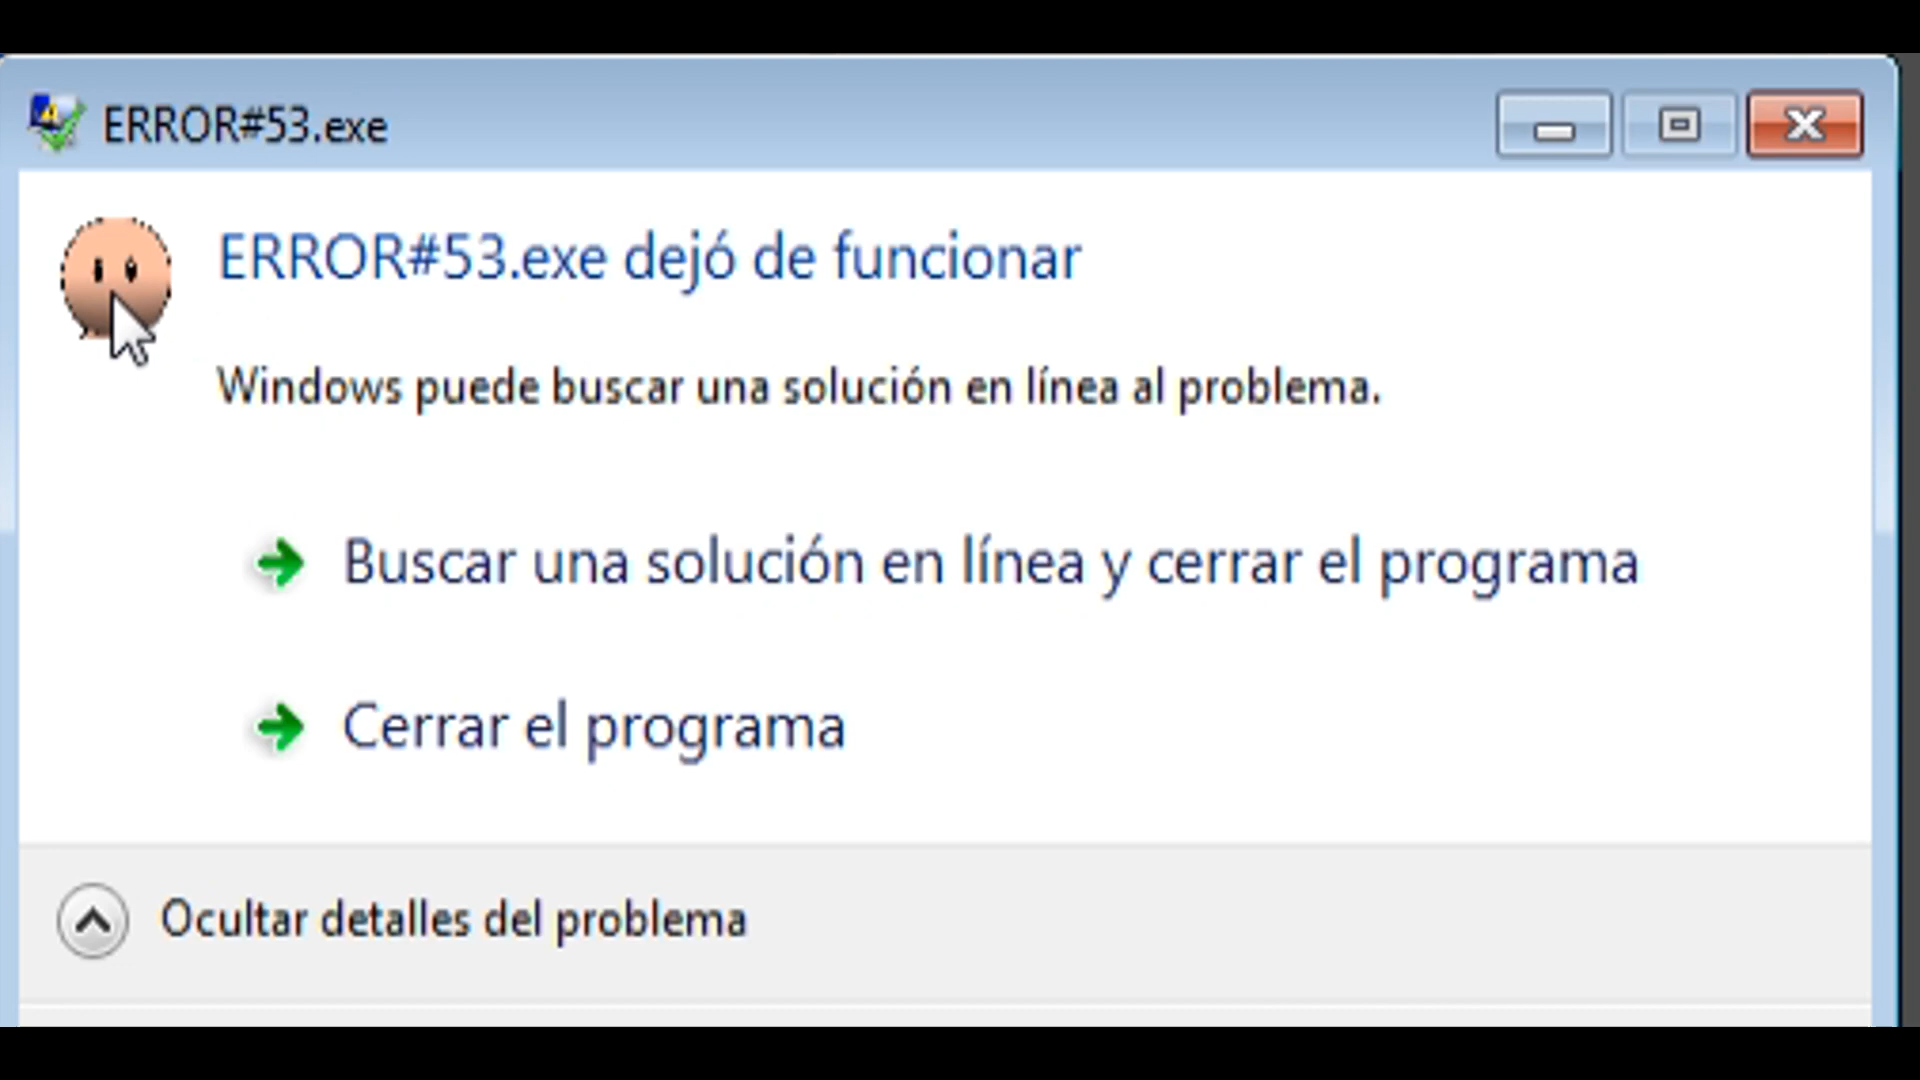 ERROR#53.exe
ERROR#53.exe dejó de funcionar
Windows puede buscar una solución en línea al problema.
Buscar una solución en línea y cerrar el programa
Cerrar el programa
Ocultar detalles del problema